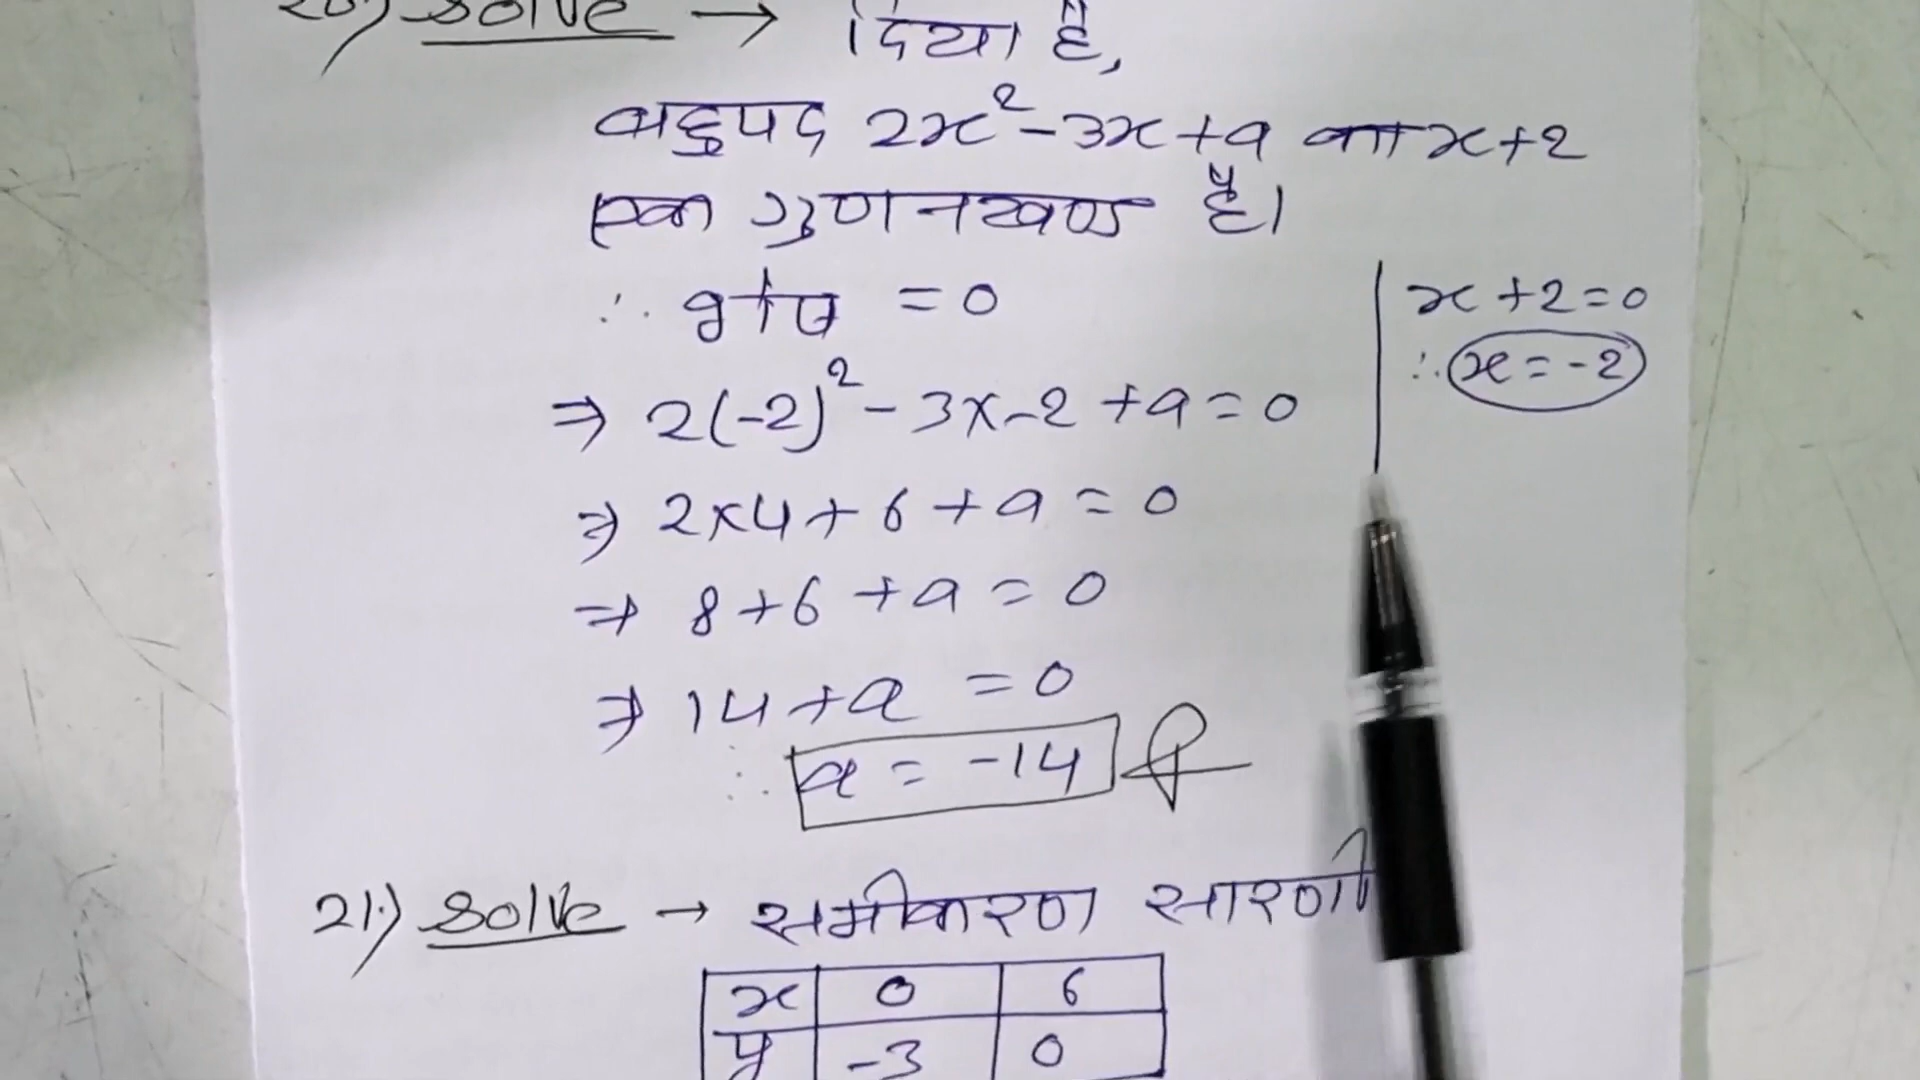 20.) Solve → दिया है,
बहुपद 2x² - 3x + a का x + 2
एक गुणनखण्ड है।
∴ = 0
x + 2 = 0
∴ x = -2
⇒ 2(-2)² - 3x-2 + a = 0
⇒ 2x4 + 6 + a = 0
⇒ 8 + 6 + a = 0
⇒ 14 + a = 0
∴ a = -14
21.) Solve → समीकरण सारणी
x 0 6
y -3 0